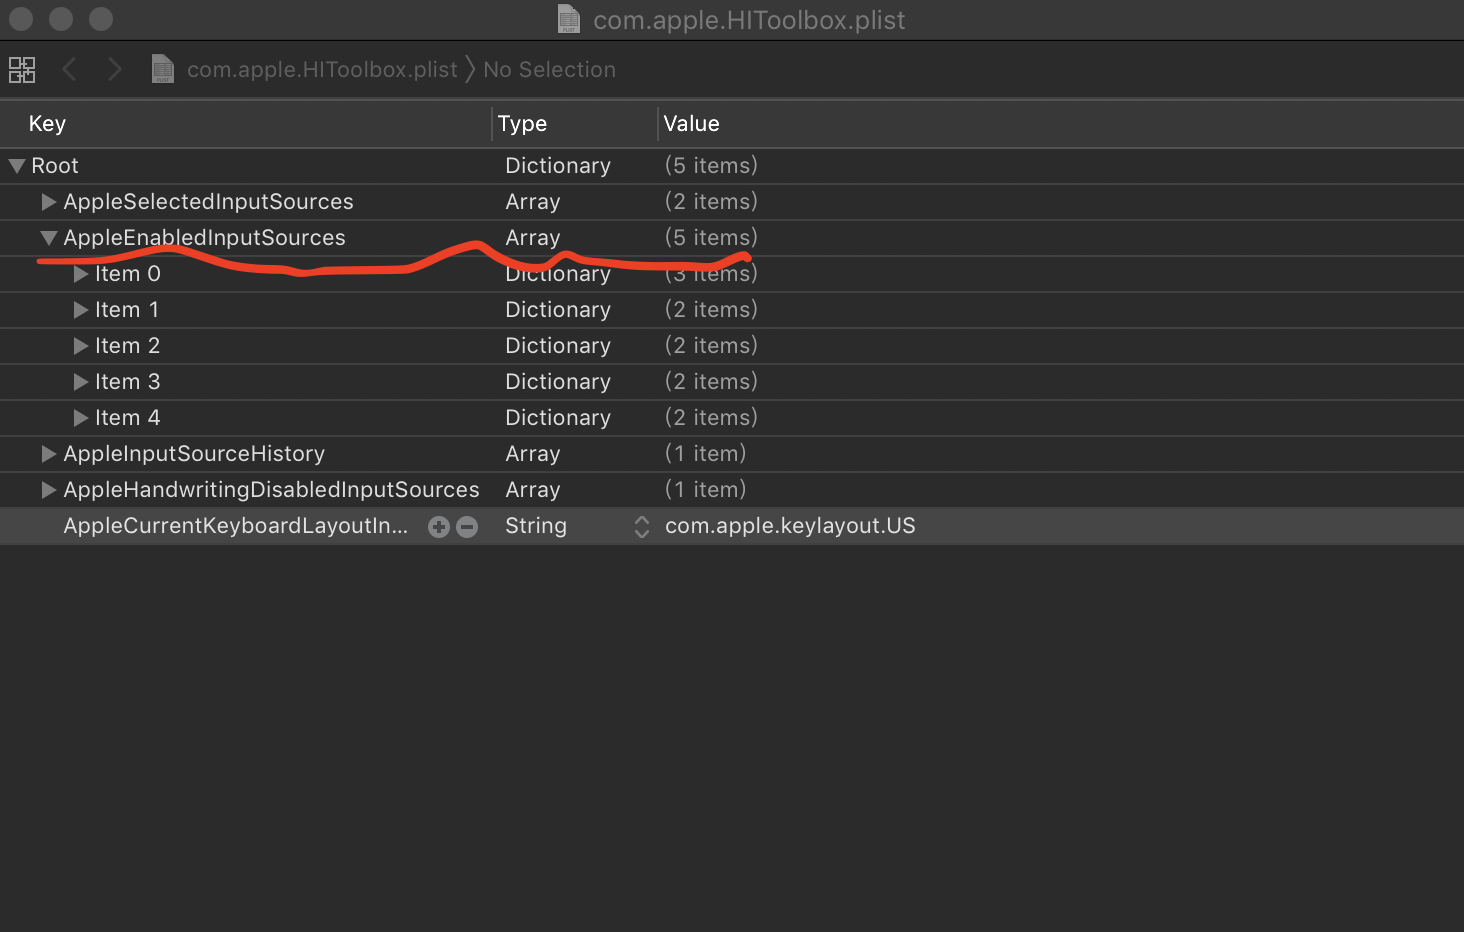 com.apple.HIToolbox.plist
com.apple.HIToolbox.plist No Selection
Key Type Value
Root Dictionary (5 items)
AppleSelectedInputSources Array (2 items)
AppleEnabledInputSources Array (5 items)
Item 0 Dictionary (3 items)
Item 1 Dictionary (2 items)
Item 2 Dictionary (2 items)
Item 3 Dictionary (2 items)
Item 4 Dictionary (2 items)
AppleInputSourceHistory Array (1 item)
AppleHandwritingDisabledInputSources Array (1 item)
AppleCurrentKeyboardLayoutIn... String com.apple.keylayout.US